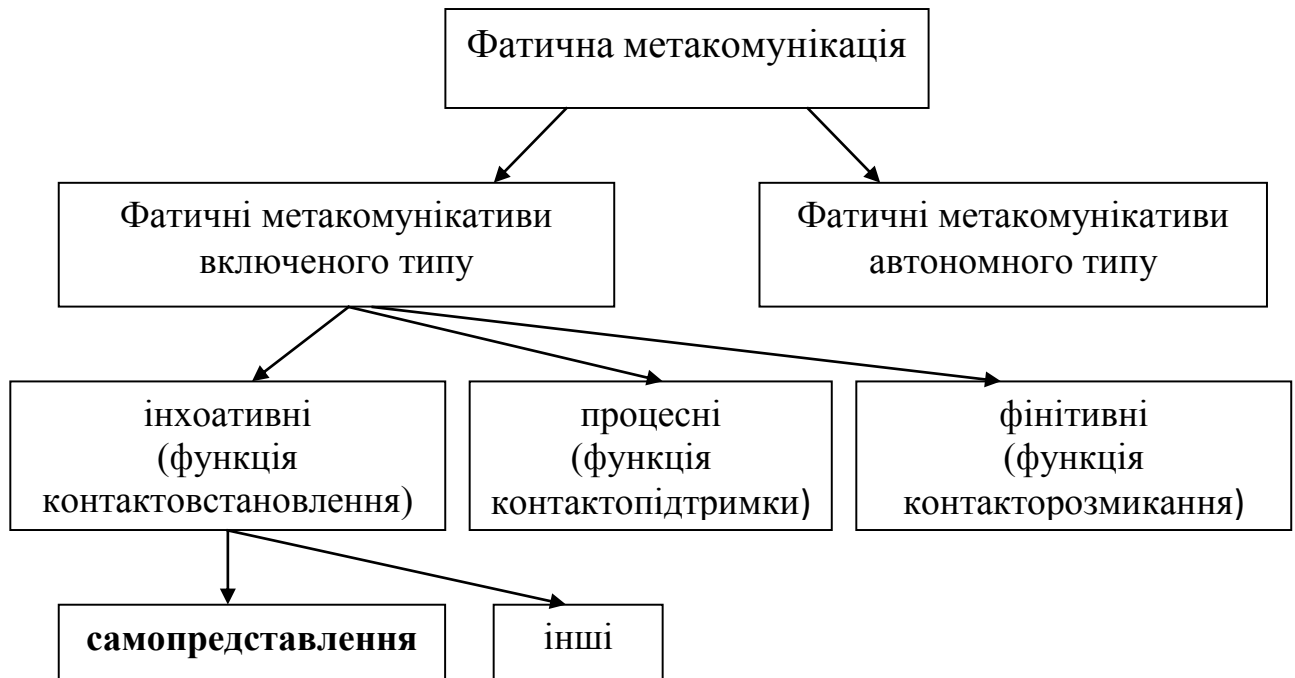 Фатична метакомунікація
Фатичні метакомунікативи
включеного типу
Фатичні метакомунікативи
автономного типу
інхоативні
(функція
контактовстановлення)
процесні
(функція
контактопідтримки)
фінітивні
(функція
контакторозмикання)
самопредставлення
інші